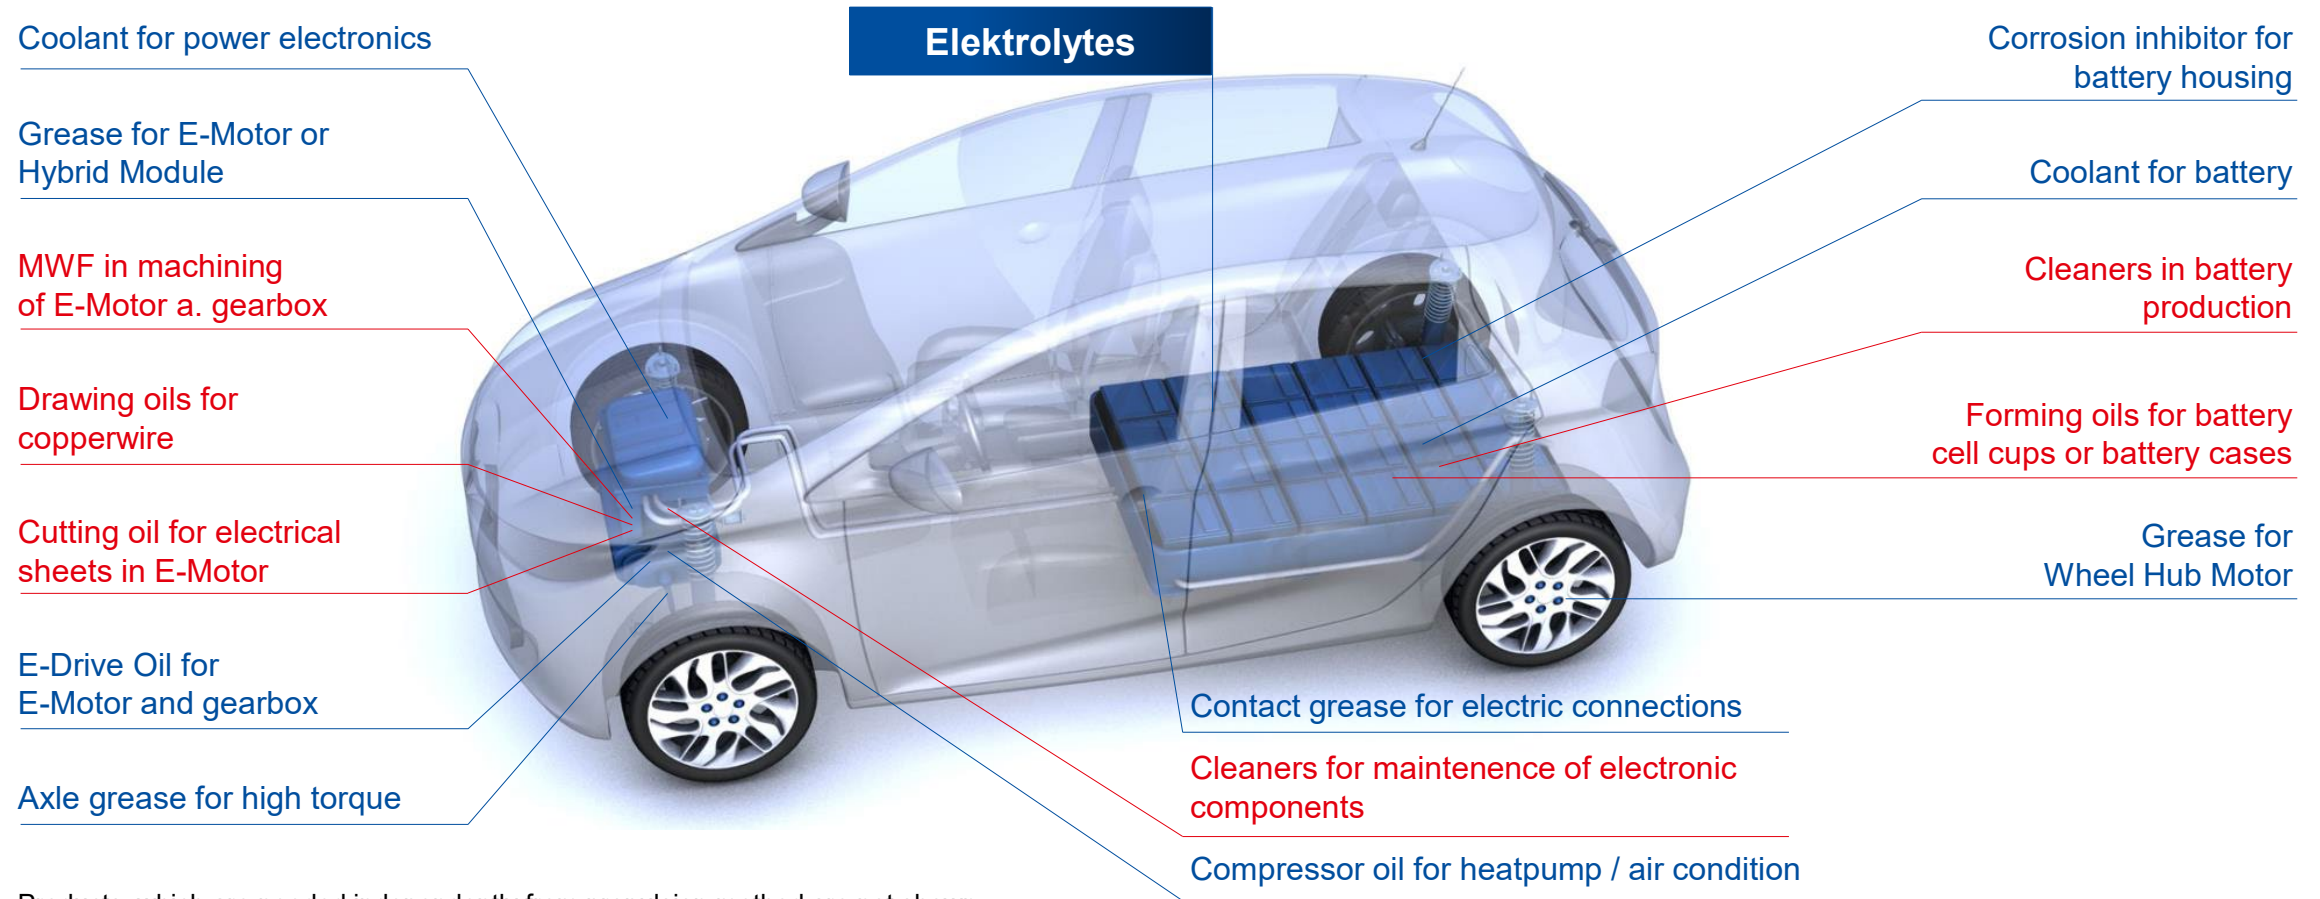 Coolant for power electronics
Grease for E-Motor or
Hybrid Module
MWF in machining
of E-Motor a. gearbox
Drawing oils for
copperwire
Cutting oil for electrical
sheets in E-Motor
E-Drive Oil for
E-Motor and gearbox
Axle grease for high torque
Elektrolytes
Corrosion inhibitor for
battery housing
Coolant for battery
Cleaners in battery
production
Forming oils for battery
cell cups or battery cases
Grease for
Wheel Hub Motor
Contact grease for electric connections
Cleaners for maintenence of electronic
components
Compressor oil for heatpump / air condition